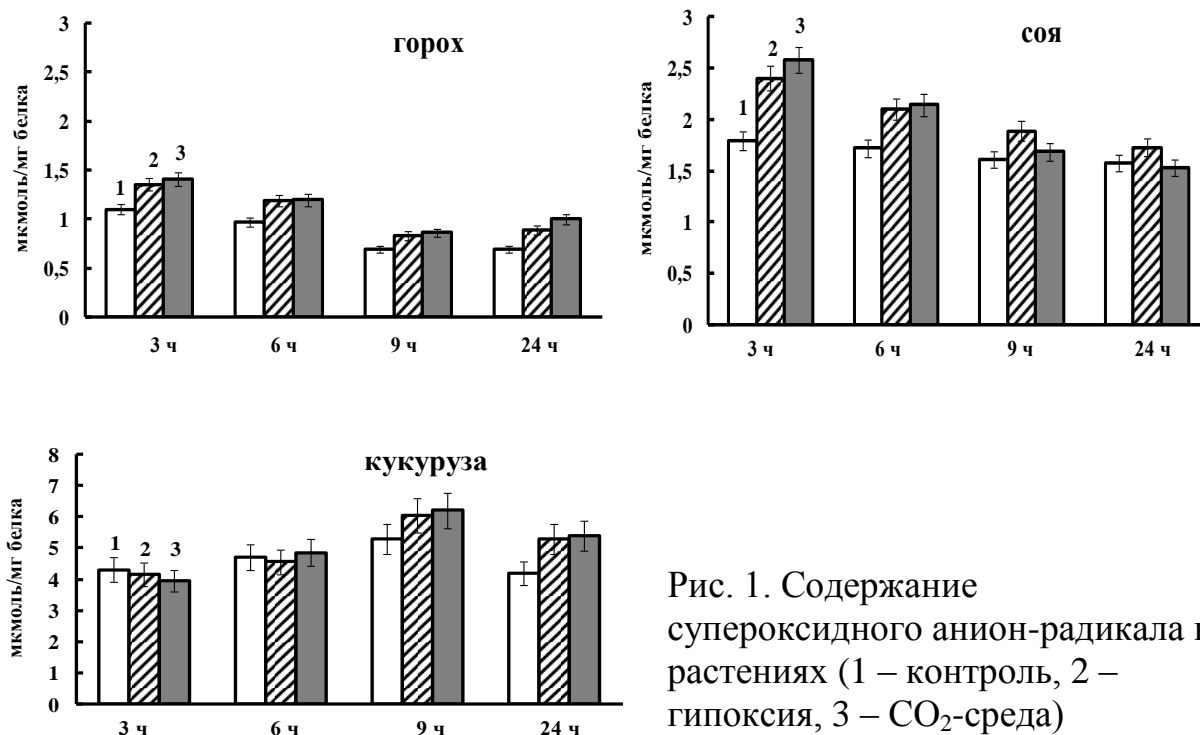 горох
мкмоль/мг белка
3
2,5
2
1,5
1
0,5
0
1 2 3
3 ч 6 ч 9 ч 24 ч
соя
мкмоль/мг белка
3
2,5
2
1,5
1
0,5
0
1 2 3
3 ч 6 ч 9 ч 24 ч
кукуруза
мкмоль/мг белка
8
7
6
5
4
3
2
1
0
1 2 3
3 ч 6 ч 9 ч 24 ч
Рис. 1. Содержание
супероксидного анион-радикала
растениях (1 – контроль, 2 –
гипоксия, 3 – CO₂-среда)